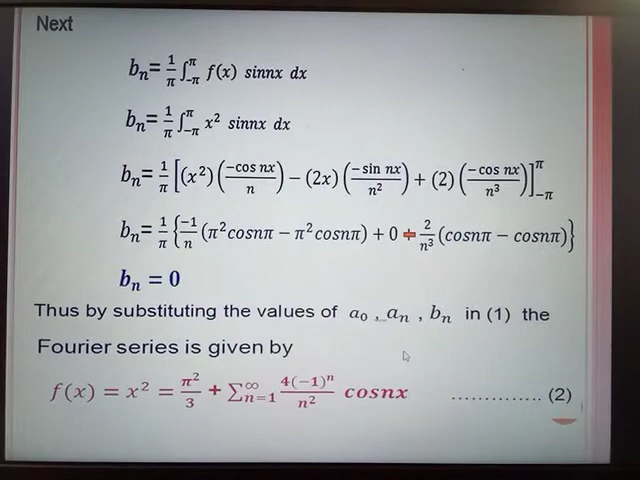 Next
bₙ= 1/π ∫_{-π}^{π} f(x) sinnx dx
bₙ= 1/π ∫_{-π}^{π} x² sinnx dx
bₙ= 1/π [(x²)(−cos nx/n) − (2x)(−sin nx/n²) + (2)(−cos nx/n³)]_{-π}^{π}
bₙ= 1/π {−1/n (π²cosnπ − π²cosnπ) + 0 + 2/n³ (cosnπ − cosnπ)}
bₙ = 0
Thus by substituting the values of a₀ , aₙ , bₙ in (1) the
Fourier series is given by
f(x) = x² = π²/3 + ∑_{n=1}^{∞} 4(−1)ⁿ/n² cosnx .............. (2)